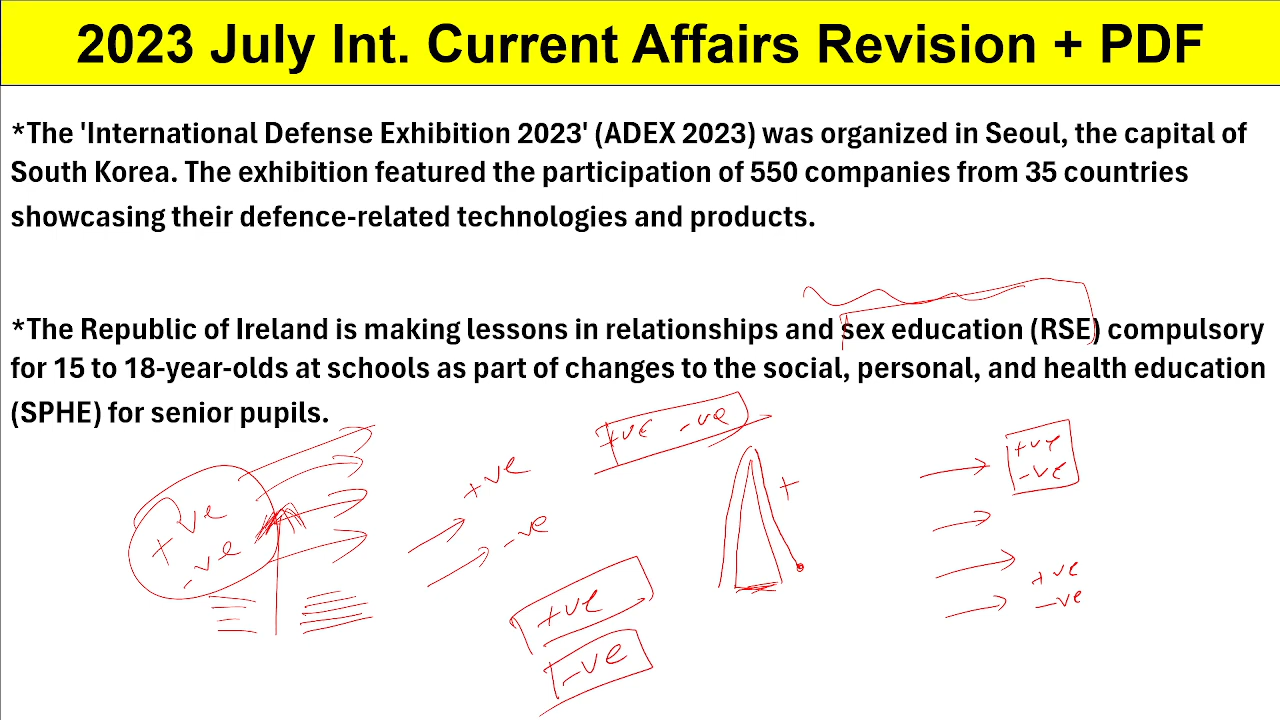 2023 July Int. Current Affairs Revision + PDF
*The 'International Defense Exhibition 2023' (ADEX 2023) was organized in Seoul, the capital of
South Korea. The exhibition featured the participation of 550 companies from 35 countries
showcasing their defence-related technologies and products.
*The Republic of Ireland is making lessons in relationships and sex education (RSE) compulsory
for 15 to 18-year-olds at schools as part of changes to the social, personal, and health education
(SPHE) for senior pupils.
+ve -ve
+ve
-ve
+ve
-ve
+
+ve
-ve
+ve
-ve
+ve
-ve